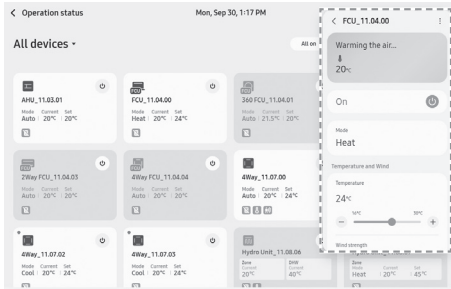 Operation status
Mon, Sep 30, 1:17 PM
All devices
All on
AHU_11.03.01
Mode Current Set
Auto 20℃ 20℃
FCU_11.04.00
Mode Current Set
Heat 20℃ 24℃
360 FCU_11.04.01
Mode Current Set
Auto 21.5℃ 20℃
2Way FCU_11.04.03
Mode Current Set
Auto 20℃ 20℃
4Way FCU_11.04.04
Mode Current Set
Auto 20℃ 20℃
4Way_11.07.00
Mode Current Set
Auto 20℃ 24℃
4Way_11.07.02
Mode Current Set
Cool 20℃ 24℃
4Way_11.07.03
Mode Current Set
Cool 20℃ 24℃
Hydro Unit_11.08.06
Zone DHW
Current Current
20℃ 40℃
Zone
Mode Current Set
Heat 20℃ 45℃
FCU_11.04.00
Warming the air...
20℃
On
Mode
Heat
Temperature and Wind
Temperature
24℃
16℃ 30℃
Wind strength